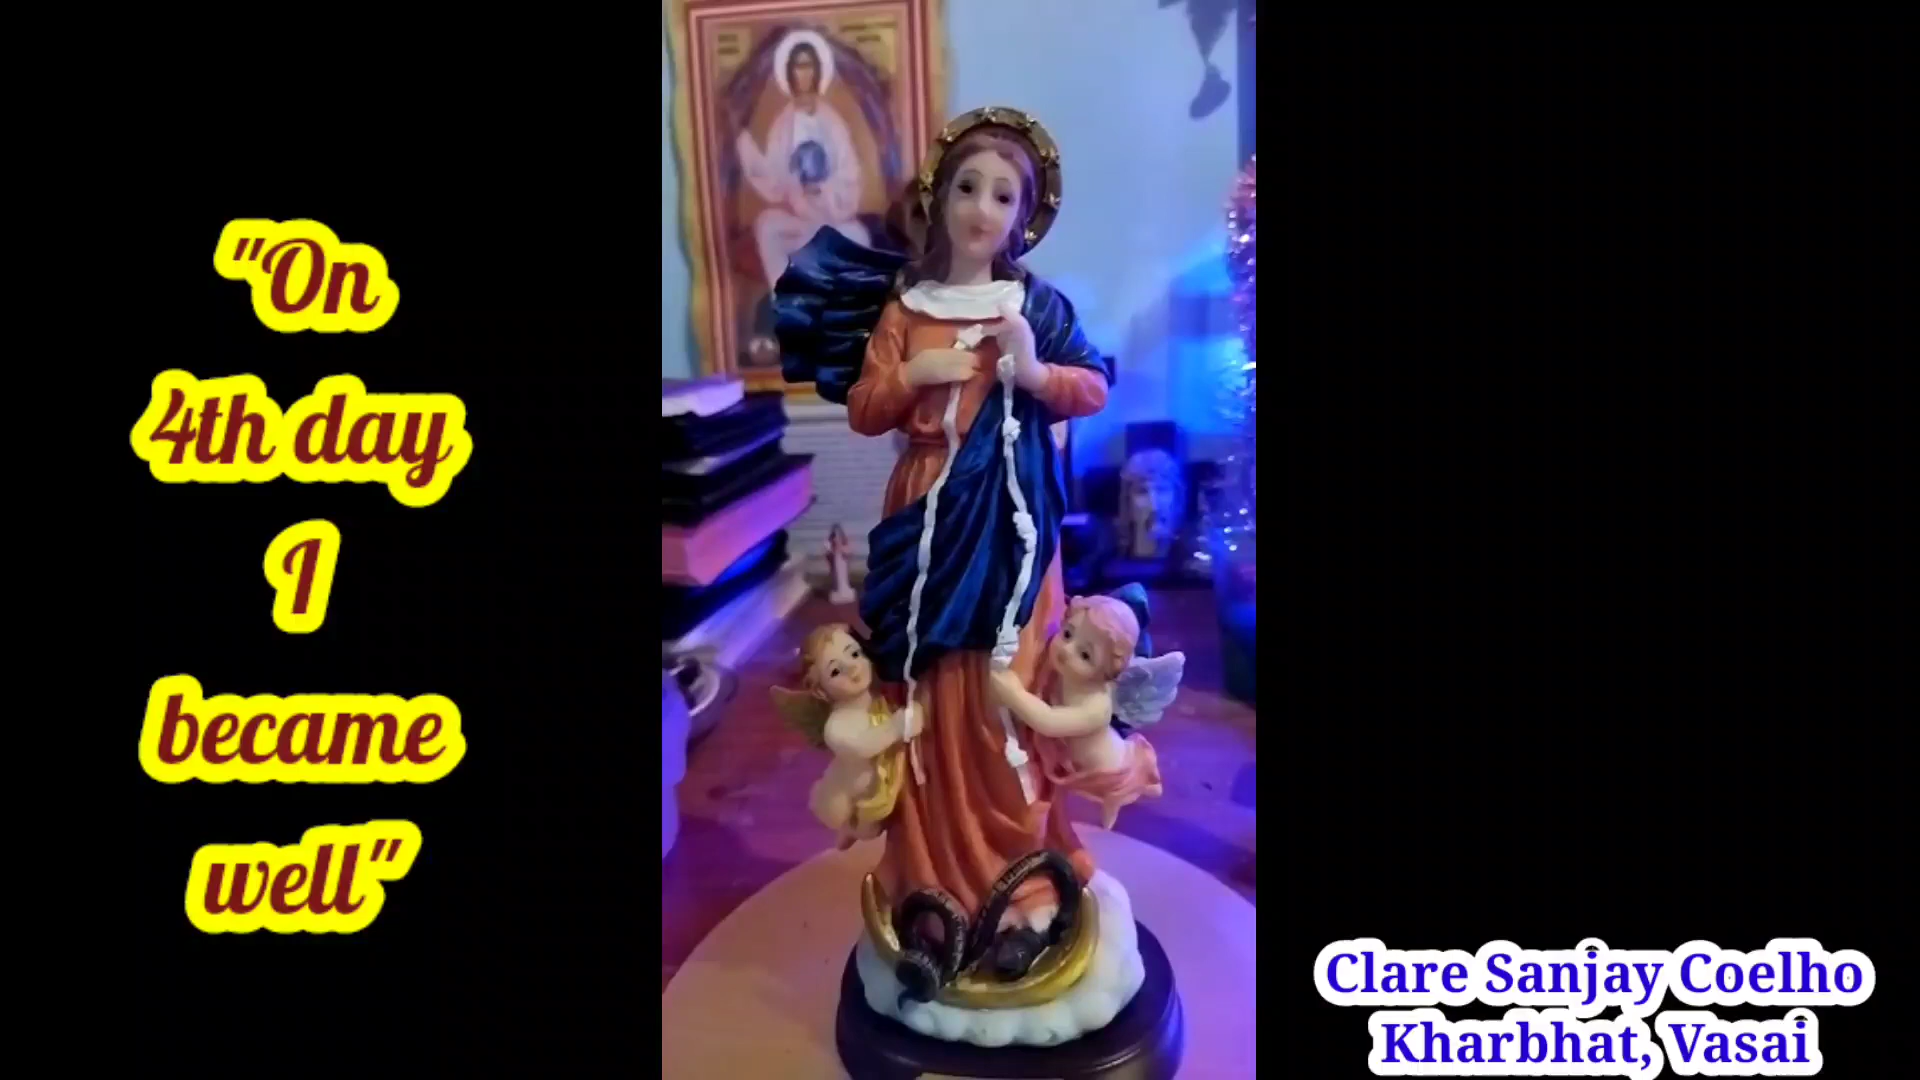 "On
4th day
I
became
well"
Clare Sanjay Coelho
Kharbhat, Vasai